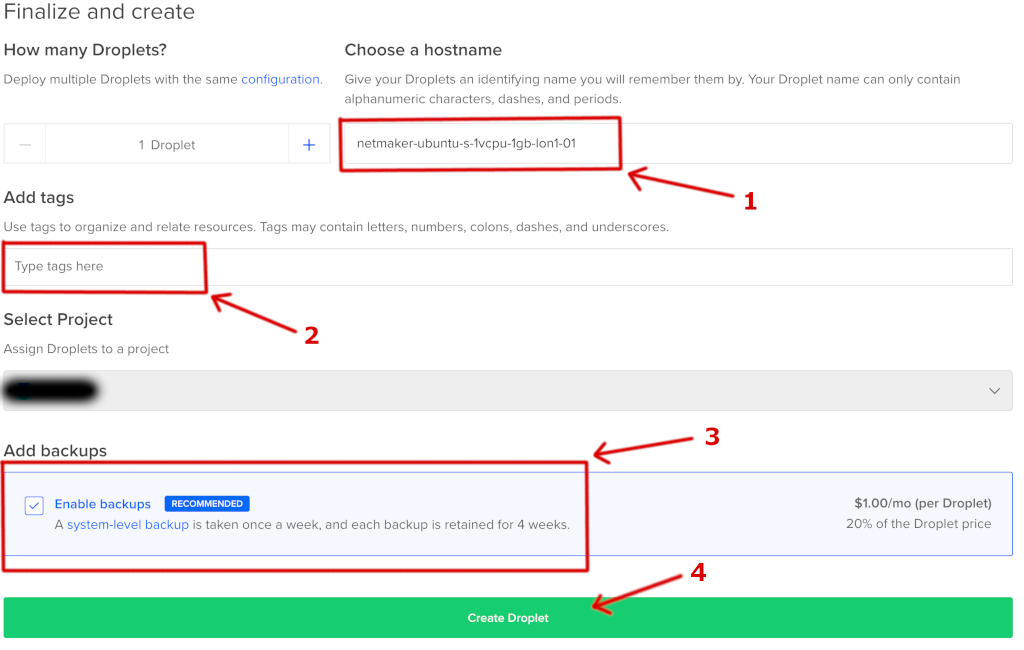 Finalize and create
How many Droplets?
Deploy multiple Droplets with the same configuration.
— 1 Droplet +
Choose a hostname
Give your Droplets an identifying name you will remember them by. Your Droplet name can only contain
alphanumeric characters, dashes, and periods.
netmaker-ubuntu-s-1vcpu-1gb-lon1-01
1
Add tags
Use tags to organize and relate resources. Tags may contain letters, numbers, colons, dashes, and underscores.
Type tags here
2
Select Project
Assign Droplets to a project
3
Add backups
Enable backups RECOMMENDED
A system-level backup is taken once a week, and each backup is retained for 4 weeks.
$1.00/mo (per Droplet)
20% of the Droplet price
4
Create Droplet